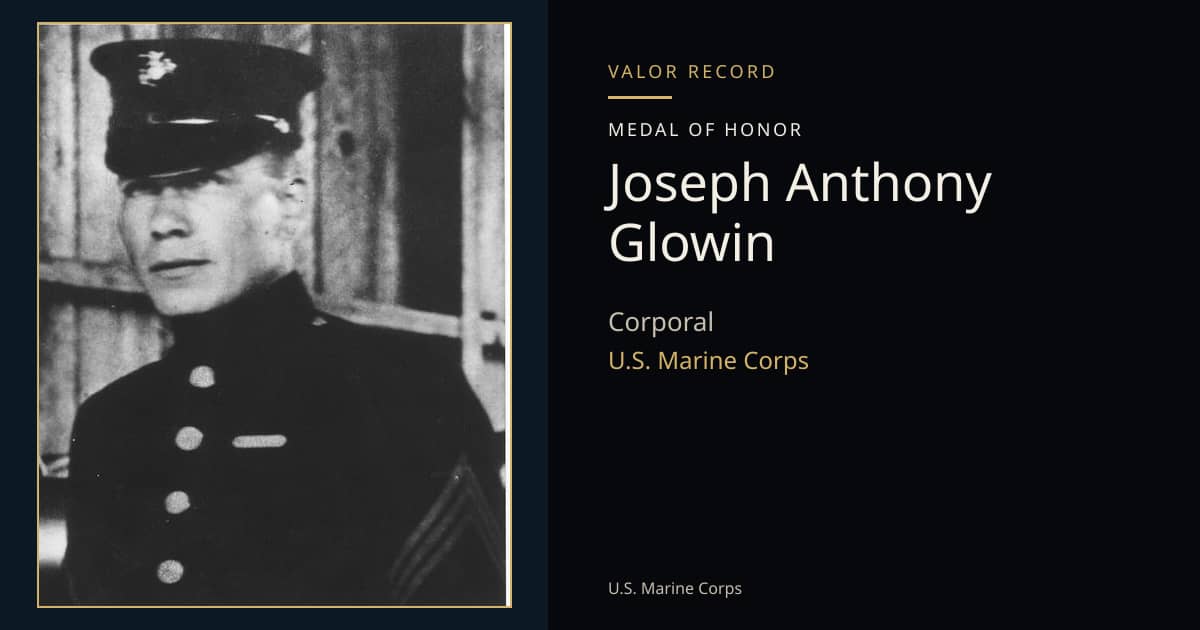 VALOR RECORD
MEDAL OF HONOR
Joseph Anthony
Glowin
Corporal
U.S. Marine Corps
U.S. Marine Corps